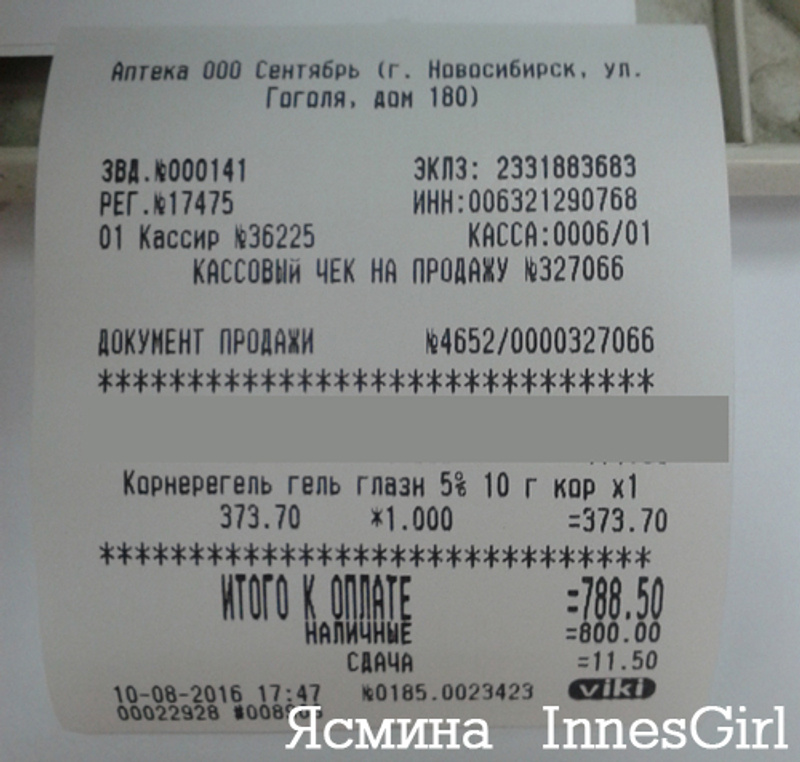 Аптека ООО Сентябрь (г. Новосибирск, ул.
Гоголя, дом 180)
ЗВД.№000141 ЭКЛЗ: 2331883683
РЕГ.№17475 ИНН:006321290768
01 Кассир №36225 КАССА:0006/01
КАССОВЫЙ ЧЕК НА ПРОДАЖУ №327066
ДОКУМЕНТ ПРОДАЖИ №4652/0000327066
*******************************
Корнерегель гель глазн 5% 10 г кор x1
373.70 *1.000 =373.70
*******************************
ИТОГО К ОПЛАТЕ =788.50
НАЛИЧНЫЕ =800.00
СДАЧА =11.50
10-08-2016 17:47 №0185.0023423 viki
00022928
Ясмина InnesGirl